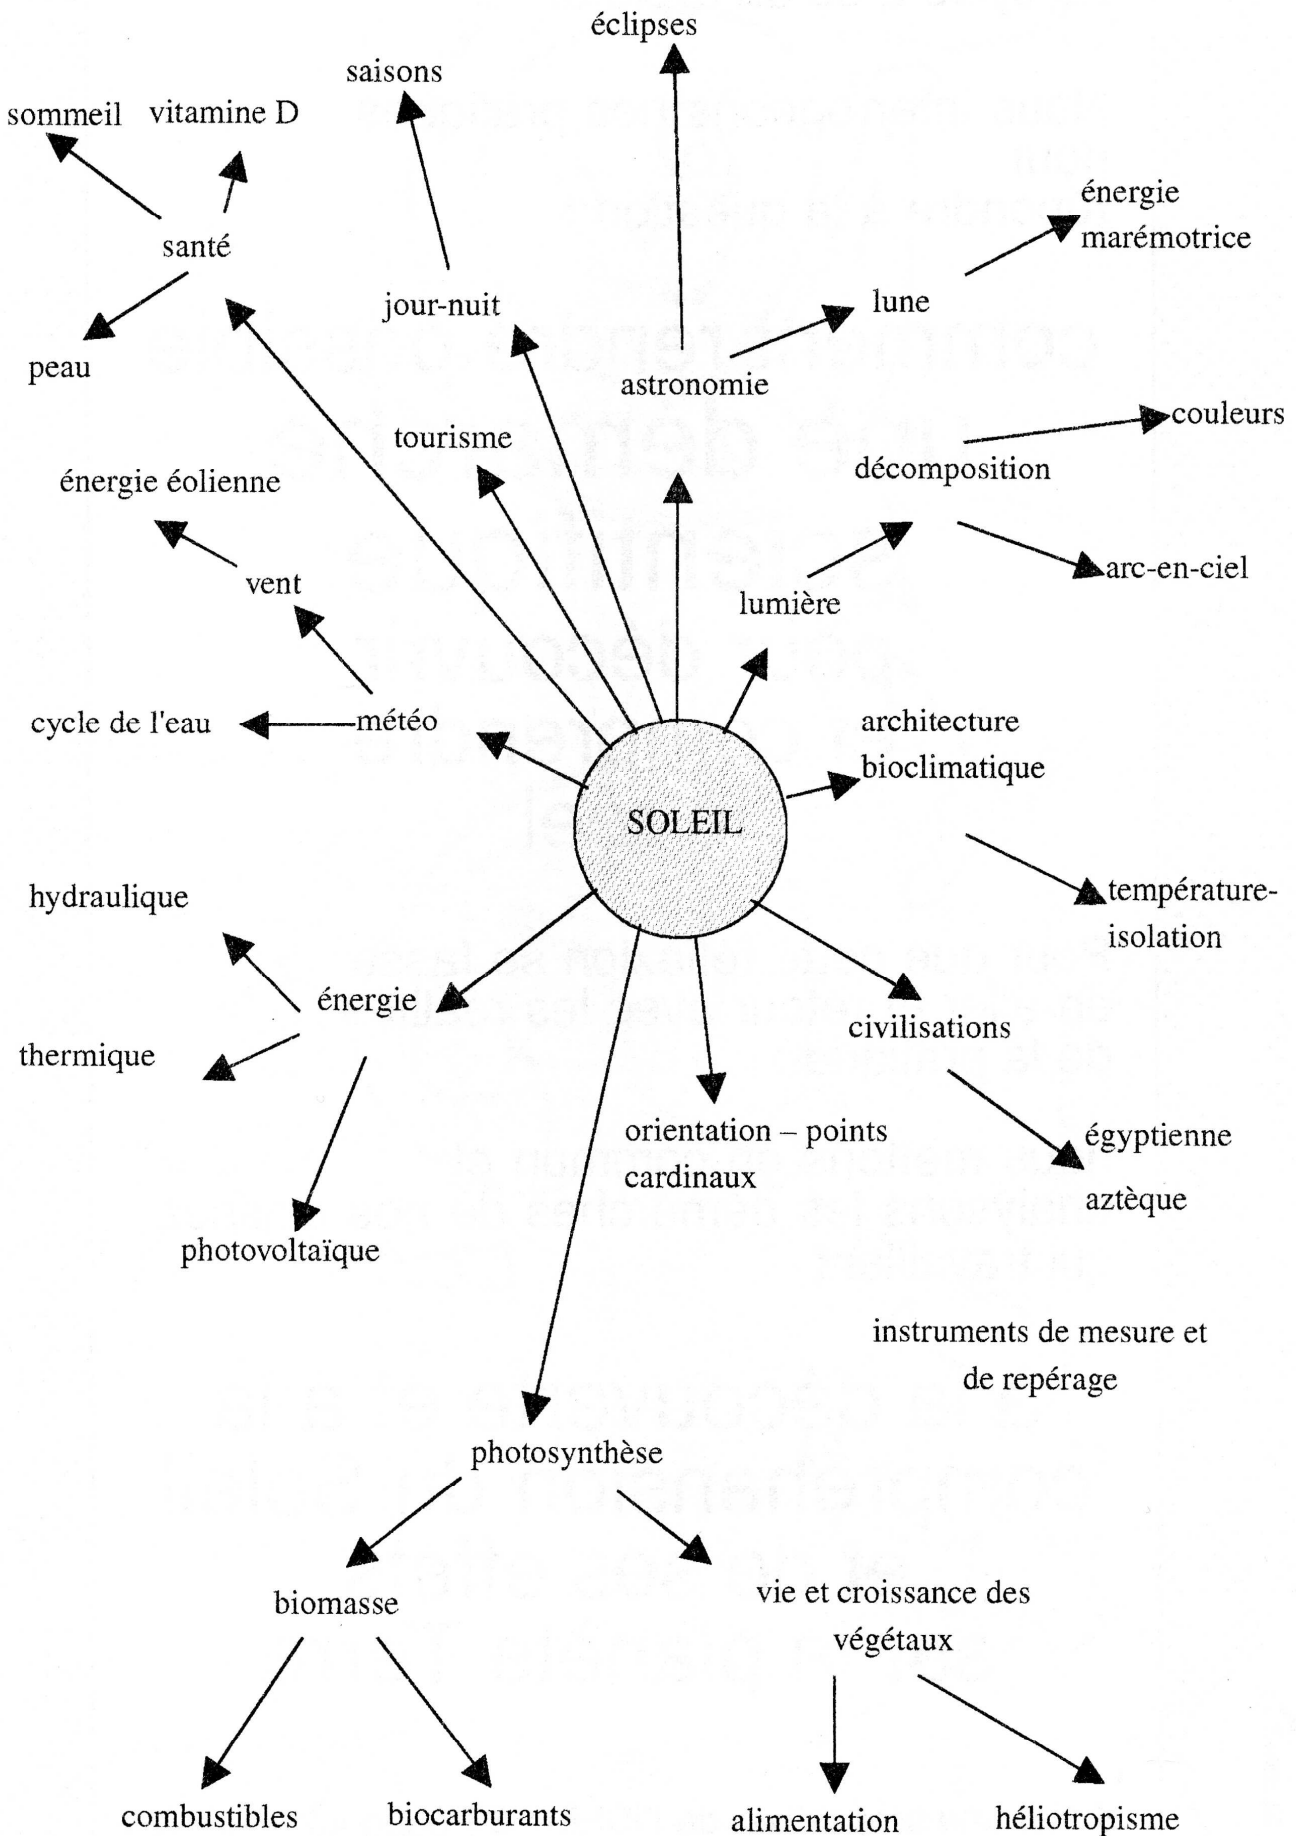 éclipses
saisons
sommeil
vitamine D
énergie
marémotrice
santé
jour-nuit
lune
peau
astronomie
couleurs
tourisme
décomposition
énergie éolienne
arc-en-ciel
vent
lumière
cycle de l'eau
météo
architecture
bioclimatique
SOLEIL
hydraulique
température-
isolation
énergie
civilisations
thermique
orientation – points
cardinaux
égyptienne
aztèque
photovoltaïque
instruments de mesure et
de repérage
photosynthèse
biomasse
vie et croissance des
végétaux
combustibles
biocarburants
alimentation
héliotropisme